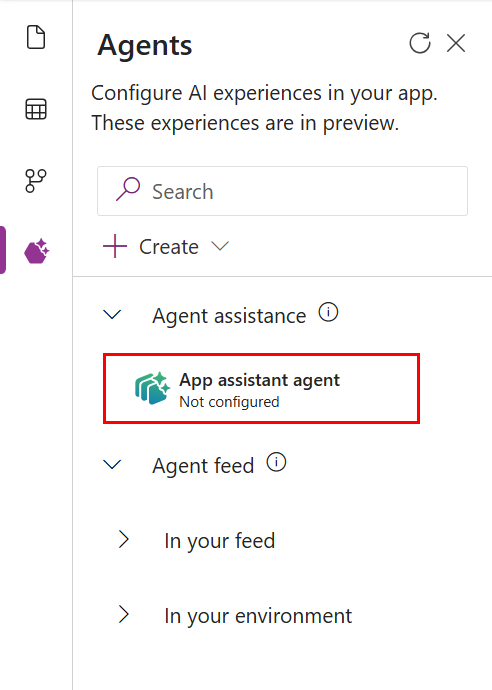 Agents
Configure AI experiences in your app.
These experiences are in preview.
Search
Create
Agent assistance
App assistant agent
Not configured
Agent feed
In your feed
In your environment